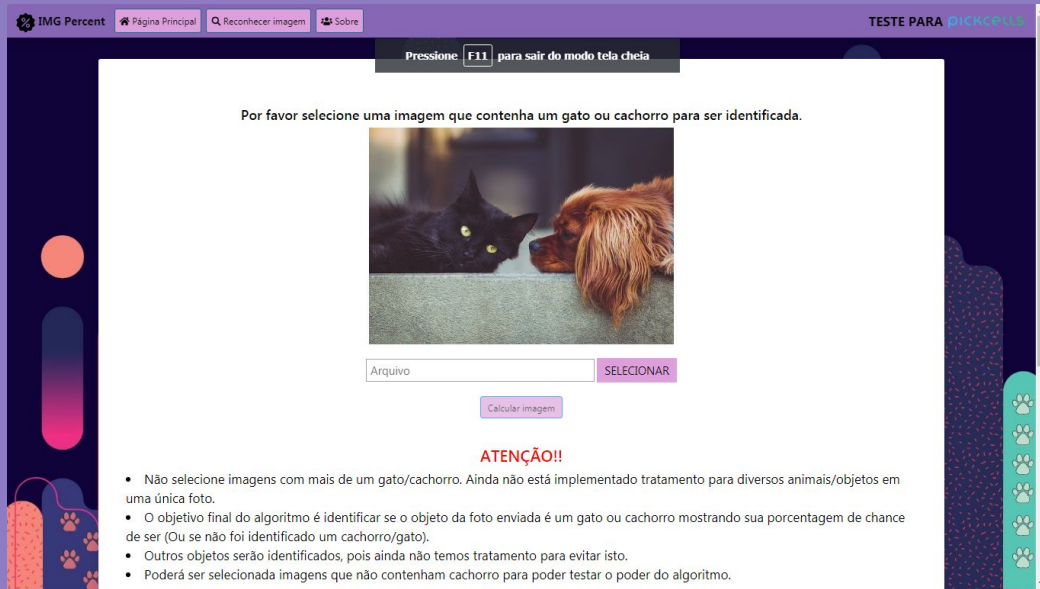 IMG Percent Página Principal Reconhecer imagem Sobre TESTE PARA PICKCELLS
Pressione F11 para sair do modo tela cheia
Por favor selecione uma imagem que contenha um gato ou cachorro para ser identificada.
Arquivo SELECIONAR
Calcular imagem
ATENÇÃO!!
• Não selecione imagens com mais de um gato/cachorro. Ainda não está implementado tratamento para diversos animais/objetos em
uma única foto.
• O objetivo final do algoritmo é identificar se o objeto da foto enviada é um gato ou cachorro mostrando sua porcentagem de chance
de ser (Ou se não foi identificado um cachorro/gato).
• Outros objetos serão identificados, pois ainda não temos tratamento para evitar isto.
• Poderá ser selecionada imagens que não contenham cachorro para poder testar o poder do algoritmo.